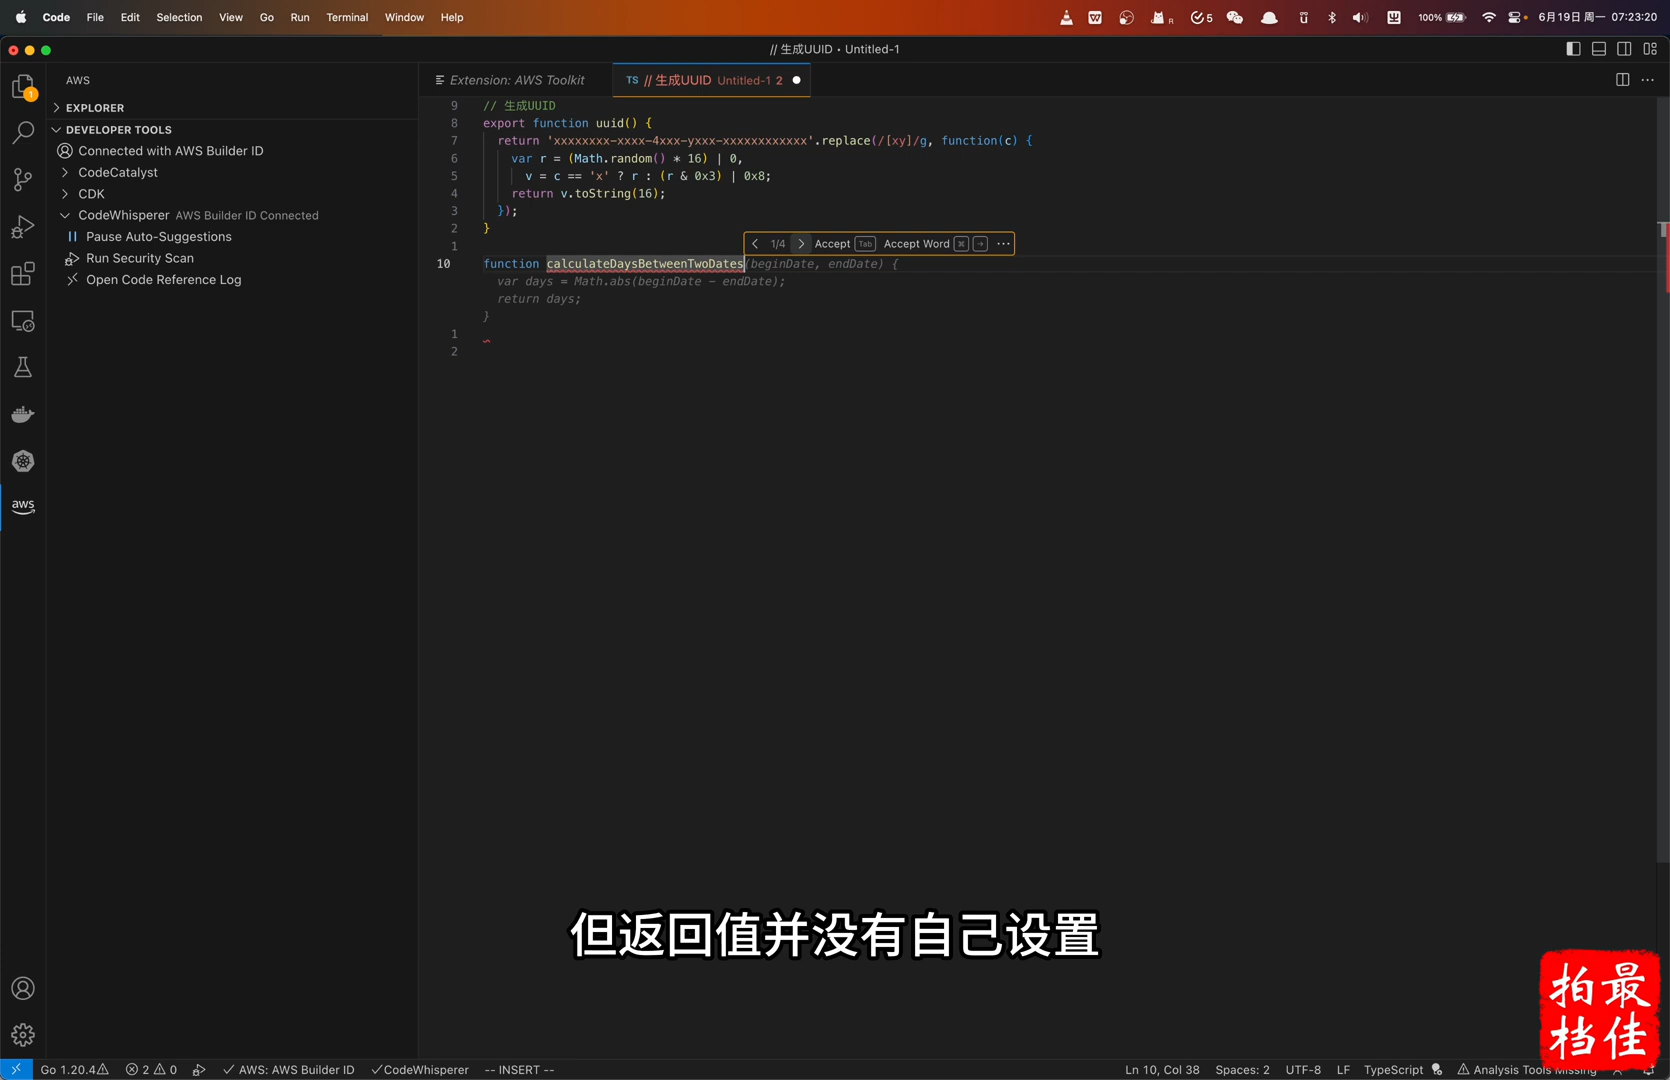 Code File Edit Selection View Go Run Terminal Window Help
5 100% 6月19日 周一 07:23:20
// 生成UUID • Untitled-1
AWS
EXPLORER
DEVELOPER TOOLS
Connected with AWS Builder ID
CodeCatalyst
CDK
CodeWhisperer AWS Builder ID Connected
Pause Auto-Suggestions
Run Security Scan
Open Code Reference Log
1
aws
Extension: AWS Toolkit
TS // 生成UUID Untitled-1 2
9 // 生成UUID
8 export function uuid() {
7 return 'xxxxxxxx-xxxx-4xxx-yxxx-xxxxxxxxxxxx'.replace(/[xy]/g, function(c) {
6 var r = (Math.random() * 16) | 0,
5 v = c == 'x' ? r : (r & 0x3) | 0x8;
4 return v.toString(16);
3 });
2 }
1
1/4 Accept Tab Accept Word ⌘ → ···
10 function calculateDaysBetweenTwoDates(beginDate, endDate) {
var days = Math.abs(beginDate - endDate);
return days;
}
1
2
但返回值并没有自己设置
最佳
拍档
Go 1.20.4 2 0 AWS: AWS Builder ID CodeWhisperer -- INSERT --
Ln 10, Col 38 Spaces: 2 UTF-8 LF TypeScript Analysis Tools Missing